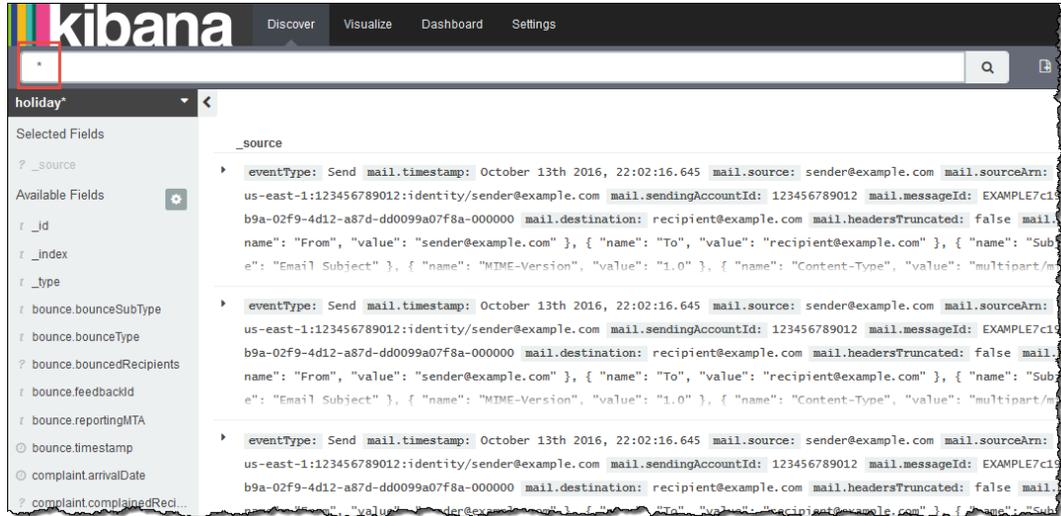 kibana Discover Visualize Dashboard Settings
*
holiday*
Selected Fields
? _source
Available Fields
t _id
t _index
t _type
t bounce.bounceSubType
t bounce.bounceType
? bounce.bouncedRecipients
t bounce.feedbackId
t bounce.reportingMTA
bounce.timestamp
complaint.arrivalDate
? complaint.complainedReci...
_source
eventType: Send mail.timestamp: October 13th 2016, 22:02:16.645 mail.source: sender@example.com mail.sourceArn:
us-east-1:123456789012:identity/sender@example.com mail.sendingAccountId: 123456789012 mail.messageId: EXAMPLE7c19
b9a-02f9-4d12-a87d-dd0099a07f8a-000000 mail.destination: recipient@example.com mail.headersTruncated: false mail.
name": "From", "value": "sender@example.com" }, { "name": "To", "value": "recipient@example.com" }, { "name": "Subj
e": "Email Subject" }, { "name": "MIME-Version", "value": "1.0" }, { "name": "Content-Type", "value": "multipart/m
eventType: Send mail.timestamp: October 13th 2016, 22:02:16.645 mail.source: sender@example.com mail.sourceArn:
us-east-1:123456789012:identity/sender@example.com mail.sendingAccountId: 123456789012 mail.messageId: EXAMPLE7c19
b9a-02f9-4d12-a87d-dd0099a07f8a-000000 mail.destination: recipient@example.com mail.headersTruncated: false mail.
name": "From", "value": "sender@example.com" }, { "name": "To", "value": "recipient@example.com" }, { "name": "Subj
e": "Email Subject" }, { "name": "MIME-Version", "value": "1.0" }, { "name": "Content-Type", "value": "multipart/m
eventType: Send mail.timestamp: October 13th 2016, 22:02:16.645 mail.source: sender@example.com mail.sourceArn:
us-east-1:123456789012:identity/sender@example.com mail.sendingAccountId: 123456789012 mail.messageId: EXAMPLE7c19
b9a-02f9-4d12-a87d-dd0099a07f8a-000000 mail.destination: recipient@example.com mail.headersTruncated: false mail.